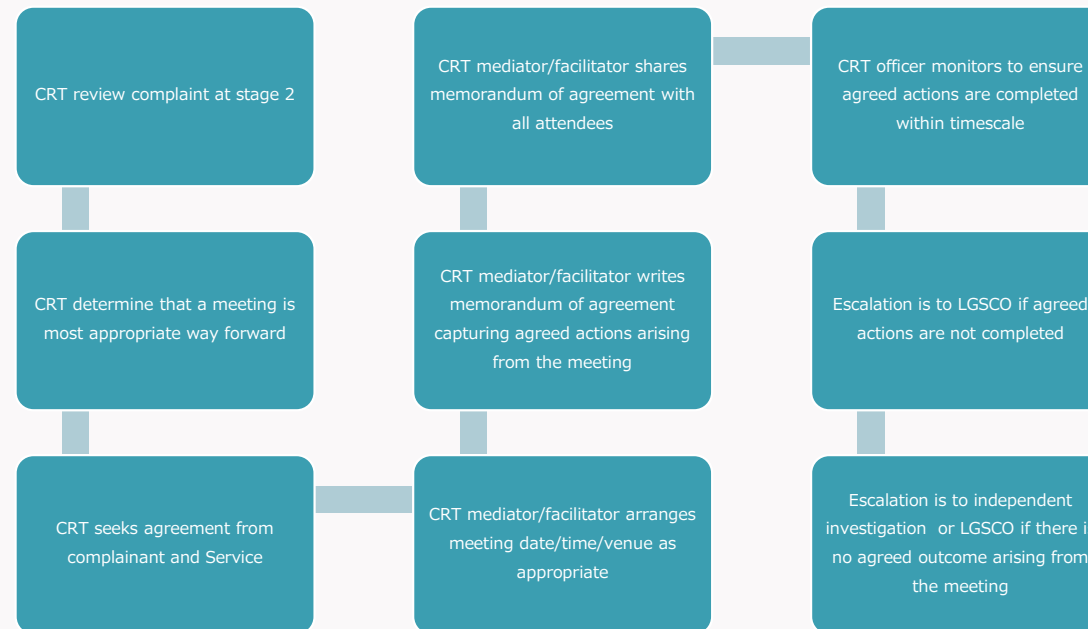 CRT review complaint at stage 2
CRT determine that a meeting is
most appropriate way forward
CRT seeks agreement from
complainant and Service
CRT mediator/facilitator arranges
meeting date/time/venue as
appropriate
CRT mediator/facilitator writes
memorandum of agreement
capturing agreed actions arising
from the meeting
CRT mediator/facilitator shares
memorandum of agreement with
all attendees
CRT officer monitors to ensure
agreed actions are completed
within timescale
Escalation is to LGSCO if agreed
actions are not completed
Escalation is to independent
investigation or LGSCO if there is
no agreed outcome arising from
the meeting